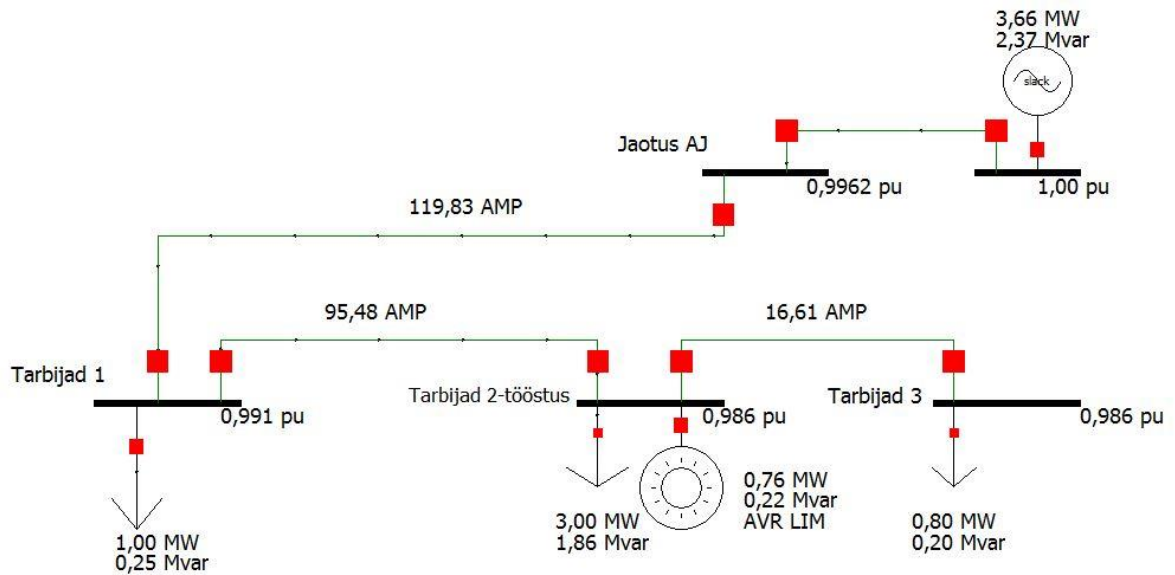 3,66 MW
2,37 Mvar
slack
Jaotus AJ
0,9962 pu
1,00 pu
119,83 AMP
95,48 AMP
16,61 AMP
Tarbijad 1
0,991 pu
Tarbijad 2-tööstus
0,986 pu
Tarbijad 3
0,986 pu
1,00 MW
0,25 Mvar
3,00 MW
1,86 Mvar
0,76 MW
0,22 Mvar
AVR LIM
0,80 MW
0,20 Mvar